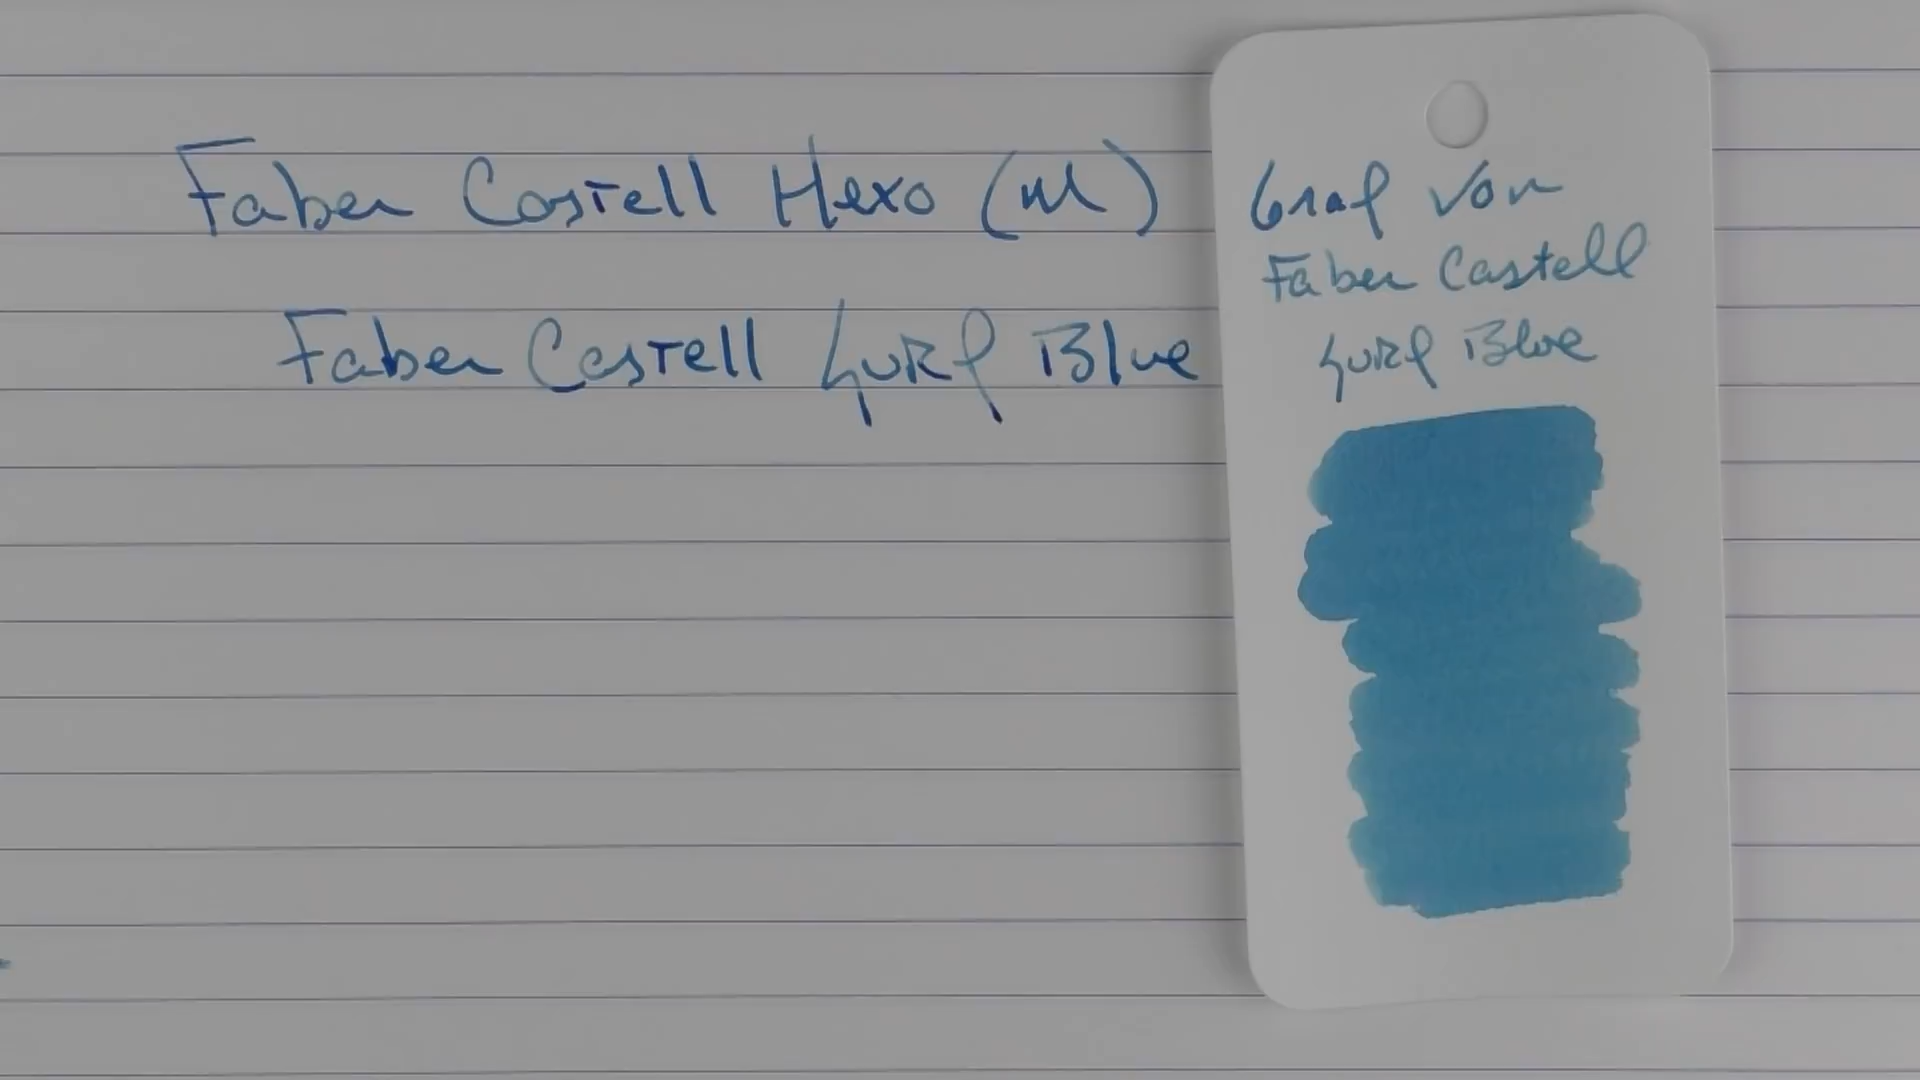 Faber Castell Hexo (M)
Faber Castell Gulf Blue
Graf von
Faber Castell
Gulf Blue